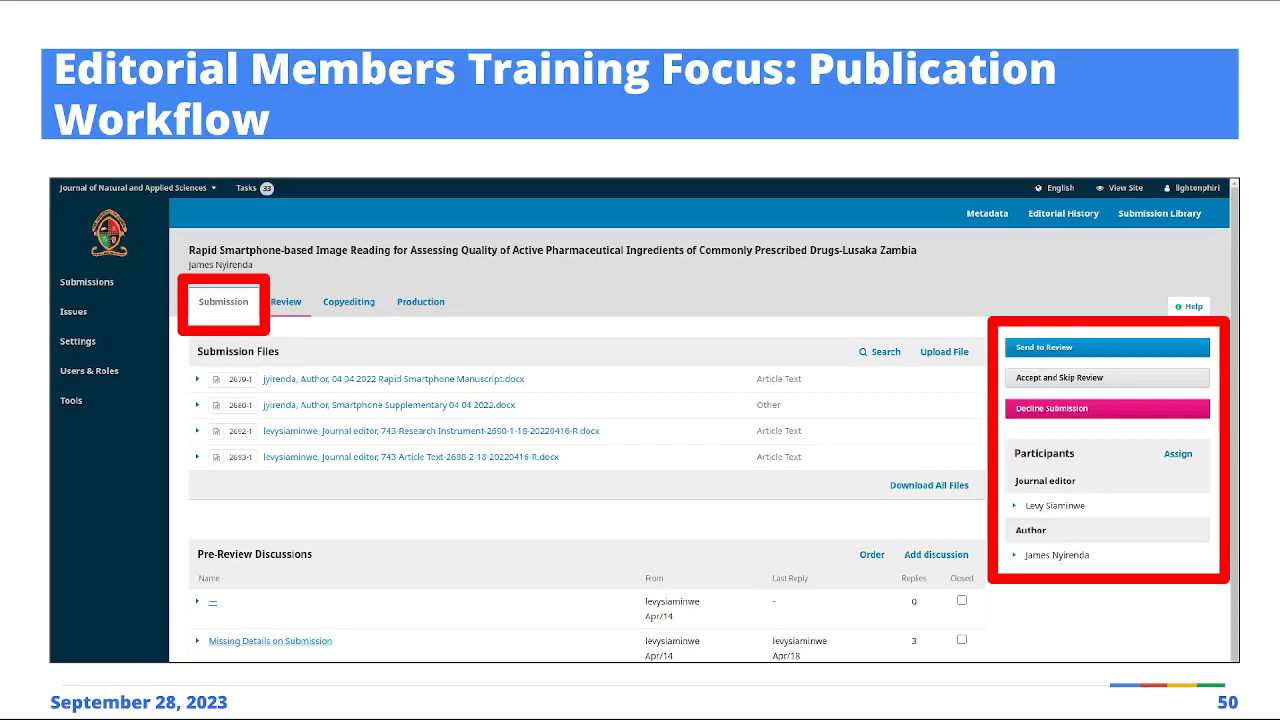 Editorial Members Training Focus: Publication
Workflow
Journal of Natural and Applied Sciences
Tasks 33
English
View Site
lightonphiri
Metadata
Editorial History
Submission Library
Rapid Smartphone-based Image Reading for Assessing Quality of Active Pharmaceutical Ingredients of Commonly Prescribed Drugs-Lusaka Zambia
James Nyirenda
Submissions
Issues
Settings
Users & Roles
Tools
Submission Review Copyediting Production
Help
Submission Files Search Upload File
2679-1 jyirenda, Author, 04 04 2022 Rapid Smartphone Manuscript.docx Article Text
2680-1 jyirenda, Author, Smartphone Supplementary 04 04 2022.docx Other
2692-1 levysiaminwe, Journal editor, 743-Research Instrument-2690-1-18-20220416-R.docx Article Text
2693-1 levysiaminwe, Journal editor, 743-Article Text-2688-2-18-20220416-R.docx Article Text
Download All Files
Send to Review
Accept and Skip Review
Decline Submission
Participants Assign
Journal editor
Levy Siaminwe
Author
James Nyirenda
Pre-Review Discussions Order Add discussion
Name From Last Reply Replies Closed
... levysiaminwe - 0
Apr/14
Missing Details on Submission levysiaminwe levysiaminwe 3
Apr/14 Apr/18
September 28, 2023
50